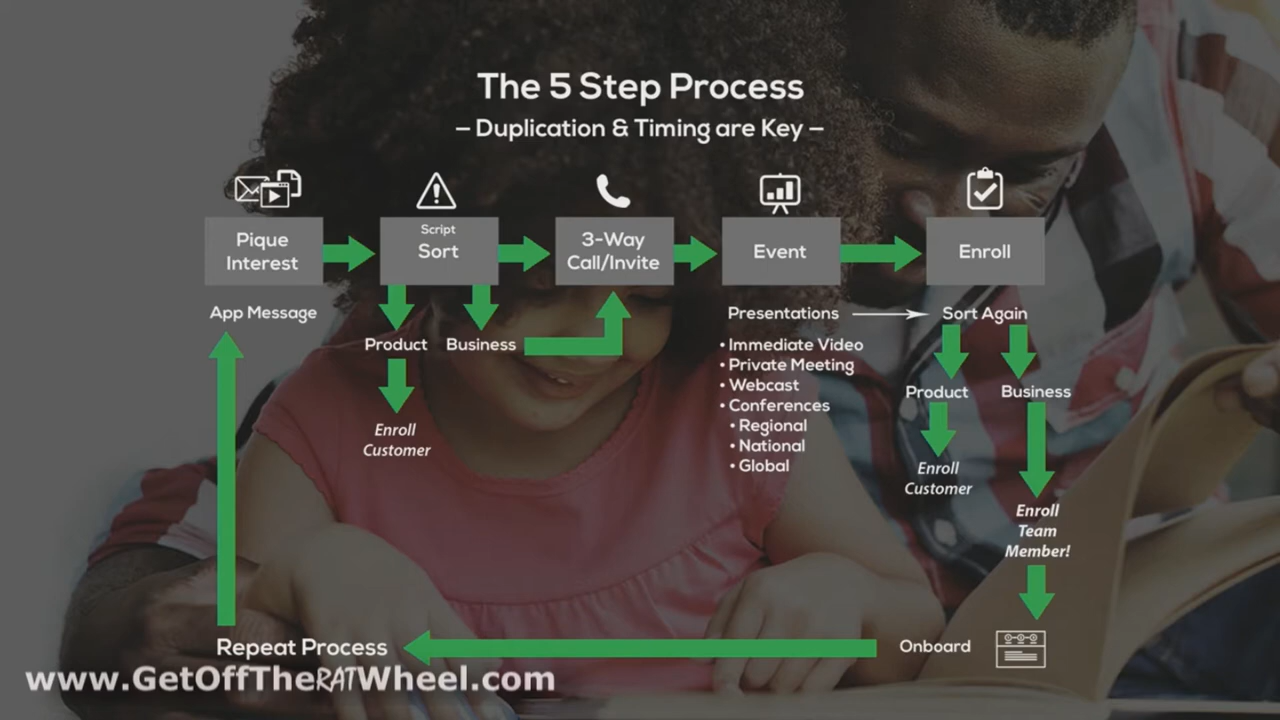 The 5 Step Process
– Duplication & Timing are Key –
Pique
Interest
Script
Sort
3-Way
Call/Invite
Event
Enroll
App Message
Product
Business
Enroll
Customer
Presentations
• Immediate Video
• Private Meeting
• Webcast
• Conferences
• Regional
• National
• Global
Sort Again
Product
Business
Enroll
Customer
Enroll
Team
Member!
Onboard
Repeat Process
www.GetOffTheRATWheel.com